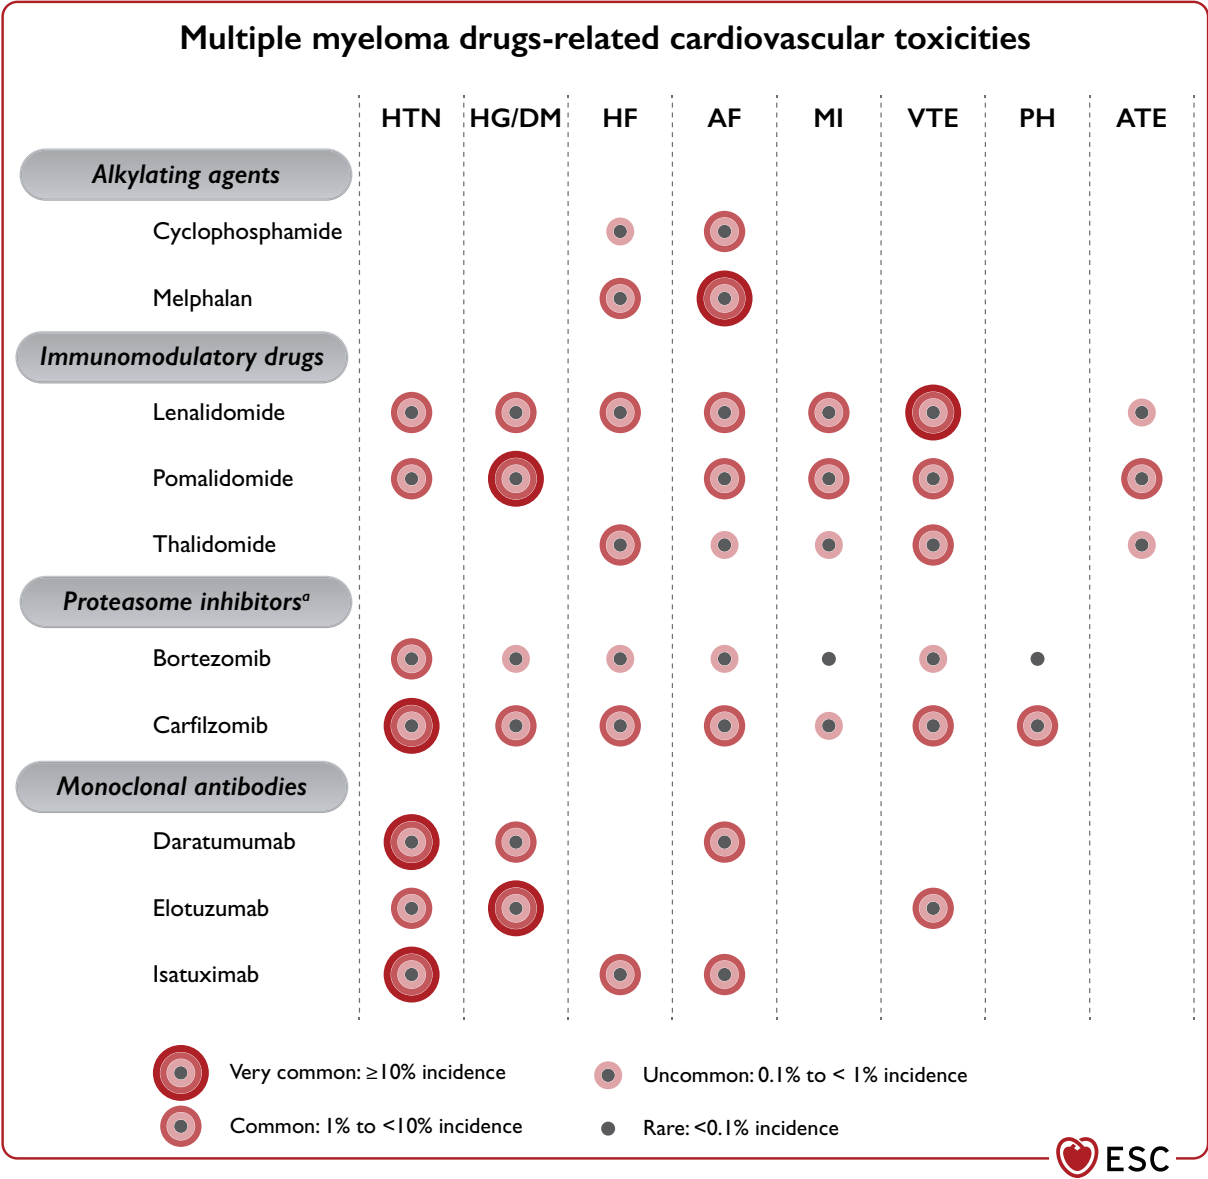 Multiple myeloma drugs-related cardiovascular toxicities
HTN HG/DM HF AF MI VTE PH ATE
Alkylating agents
Cyclophosphamide
Melphalan
Immunomodulatory drugs
Lenalidomide
Pomalidomide
Thalidomide
Proteasome inhibitorsᵃ
Bortezomib
Carfilzomib
Monoclonal antibodies
Daratumumab
Elotuzumab
Isatuximab
Very common: ≥10% incidence
Uncommon: 0.1% to < 1% incidence
Common: 1% to <10% incidence
Rare: <0.1% incidence
ESC